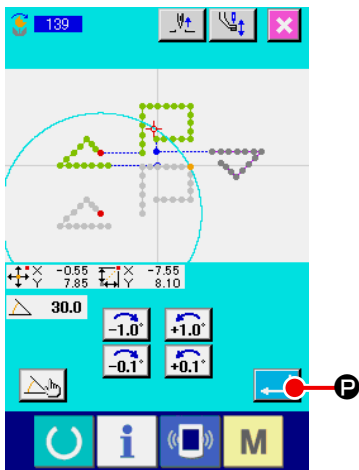 139
X -0.55 X -7.55
Y 7.85 Y 8.10
30.0
-1.0° +1.0°
-0.1° +0.1°
P
i M